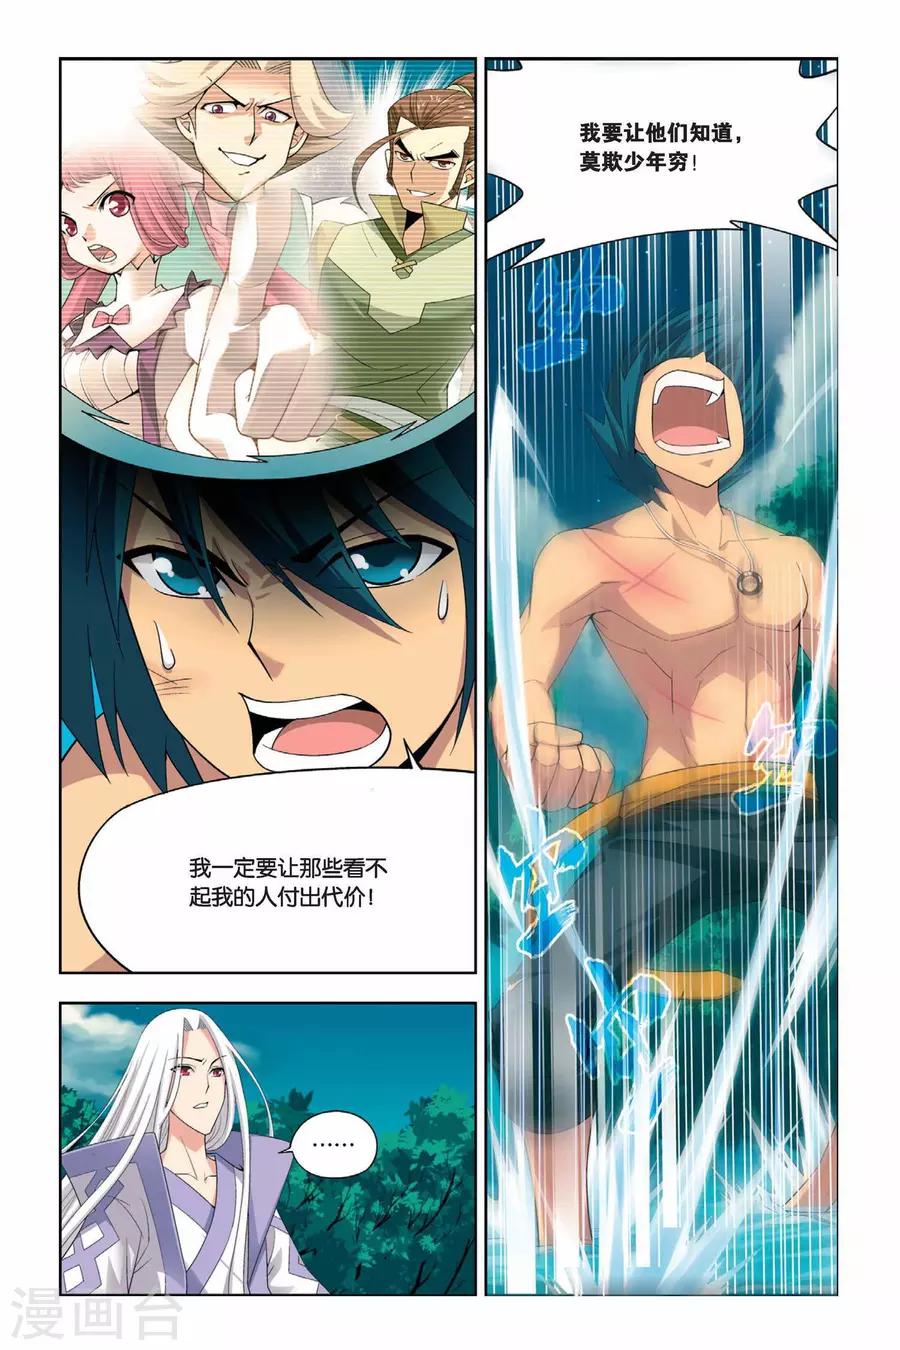 我一定要让那些看不
起我的人付出代价！
……
我要让他们知道，
莫欺少年穷！
漫画台